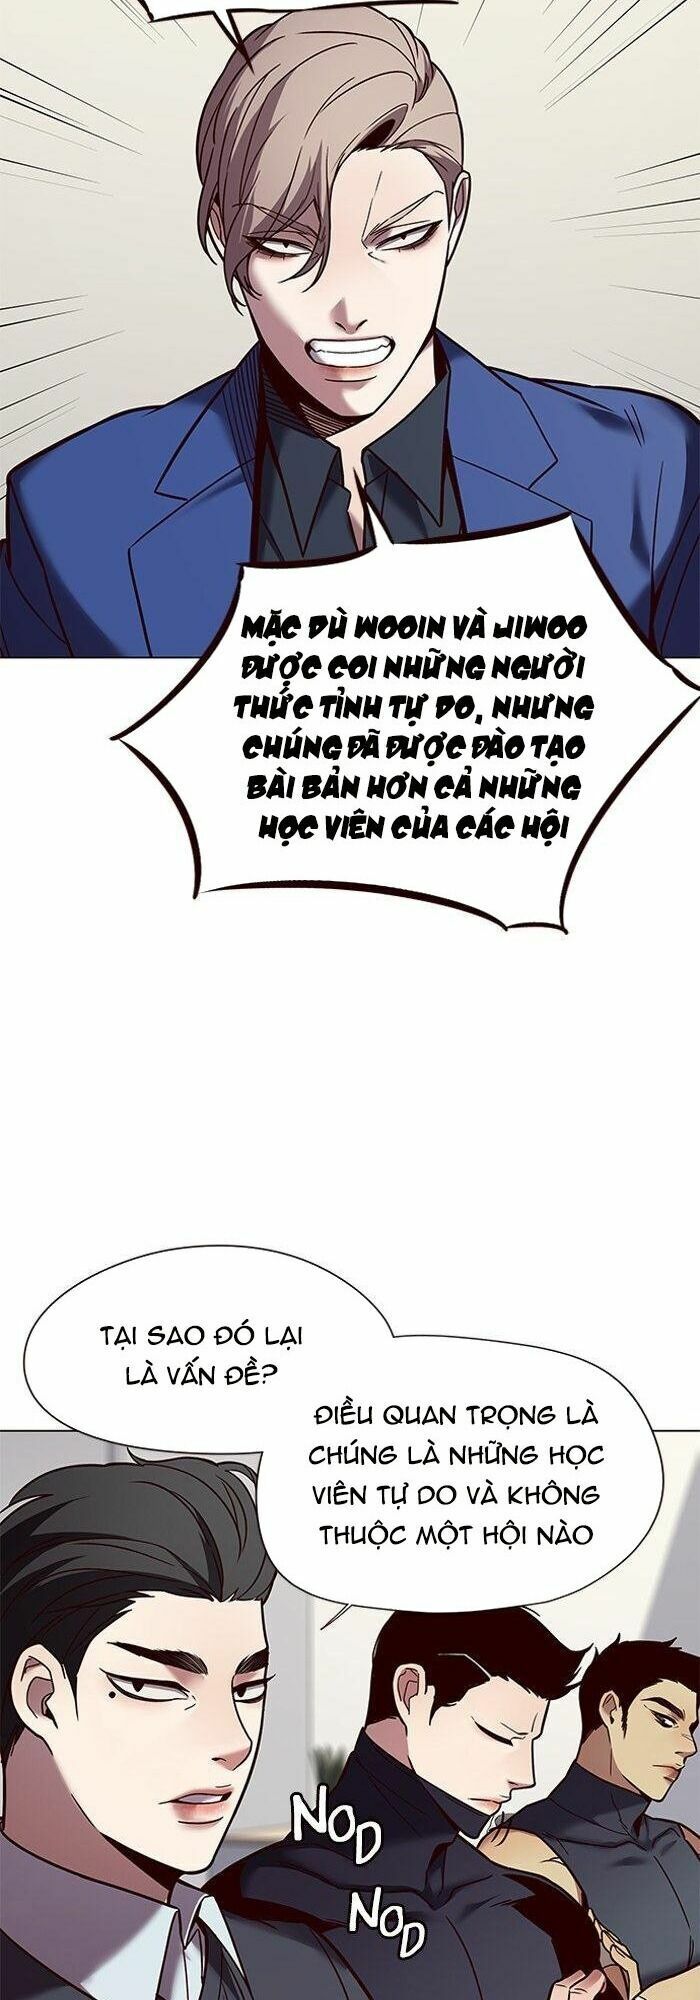 MẶC DÙ WOOIN VÀ JIWOO
ĐƯỢC COI NHỮNG NGƯỜI
THỨC TỈNH TỰ DO, NHƯNG
CHÚNG ĐÃ ĐƯỢC ĐÀO TẠO
BÀI BẢN HƠN CẢ NHỮNG
HỌC VIÊN CỦA CÁC HỘI
TẠI SAO ĐÓ LẠI
LÀ VẤN ĐỀ?
ĐIỀU QUAN TRỌNG LÀ
CHÚNG LÀ NHỮNG HỌC
VIÊN TỰ DO VÀ KHÔNG
THUỘC MỘT HỘI NÀO
NOD
NOD